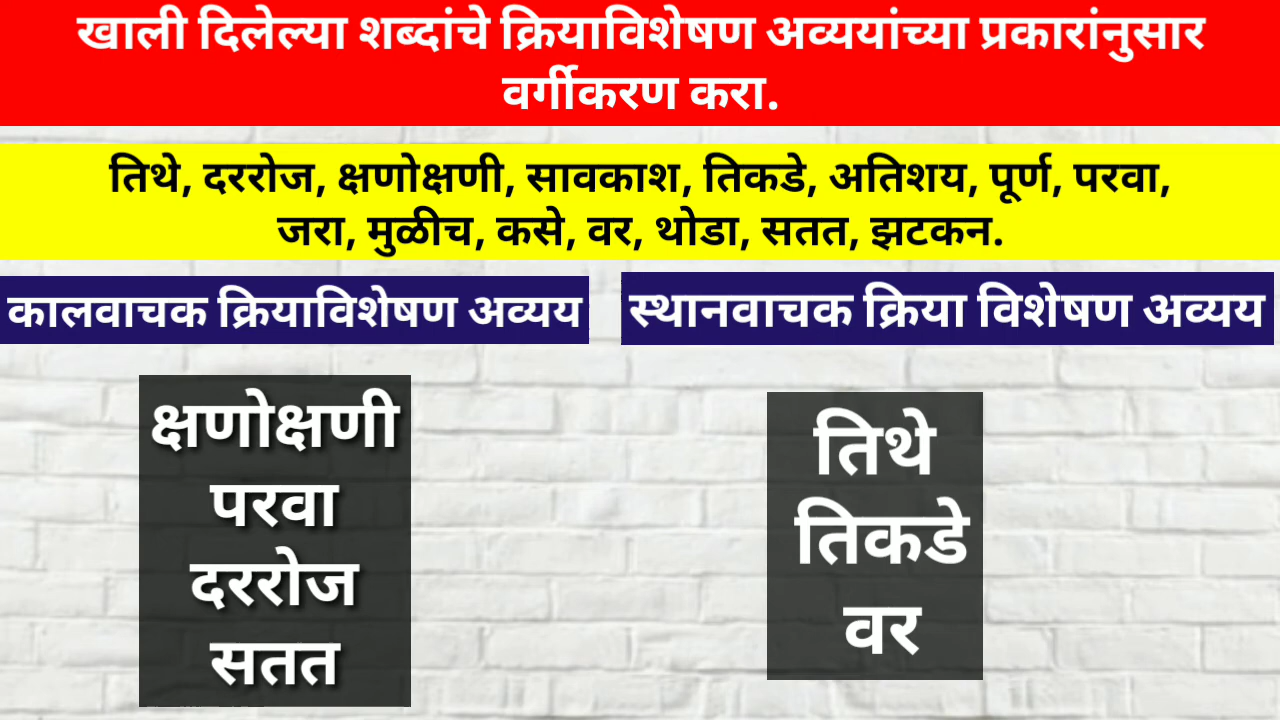 खाली दिलेल्या शब्दांचे क्रियाविशेषण अव्ययांच्या प्रकारांनुसार
वर्गीकरण करा.
तिथे, दररोज, क्षणोक्षणी, सावकाश, तिकडे, अतिशय, पूर्ण, परवा,
जरा, मुळीच, कसे, वर, थोडा, सतत, झटकन.
कालवाचक क्रियाविशेषण अव्यय
क्षणोक्षणी
परवा
दररोज
सतत
स्थानवाचक क्रिया विशेषण अव्यय
तिथे
तिकडे
वर